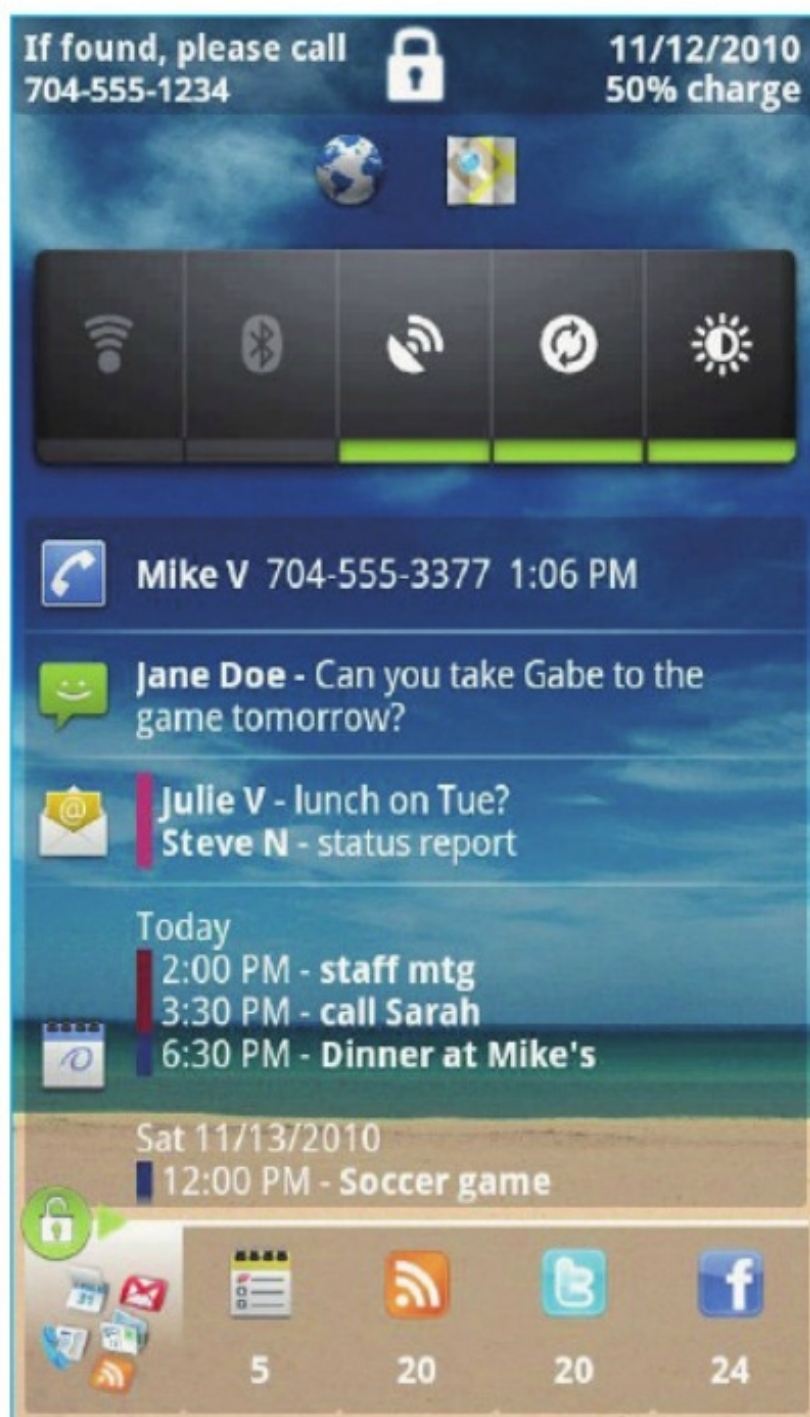 If found, please call
704-555-1234
11/12/2010
50% charge
Mike V 704-555-3377 1:06 PM
Jane Doe - Can you take Gabe to the
game tomorrow?
@
Julie V - lunch on Tue?
Steve N - status report
Today
2:00 PM - staff mtg
3:30 PM - call Sarah
6:30 PM - Dinner at Mike's
Sat 11/13/2010
12:00 PM - Soccer game
31
5
20
20
24